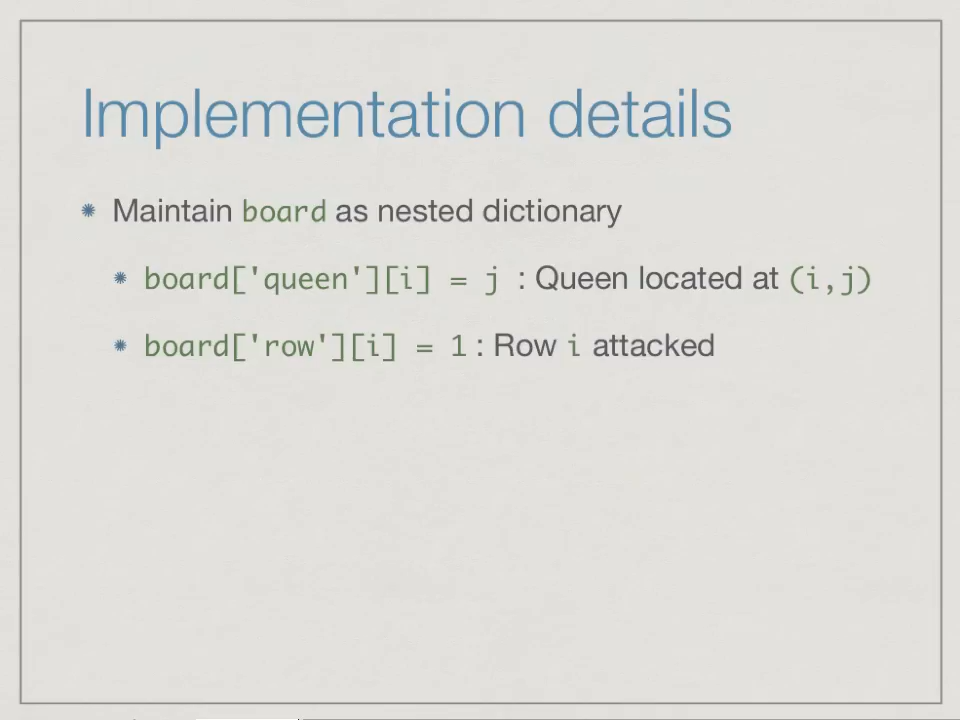 Implementation details
Maintain board as nested dictionary
board['queen'][i] = j : Queen located at (i,j)
board['row'][i] = 1 : Row i attacked